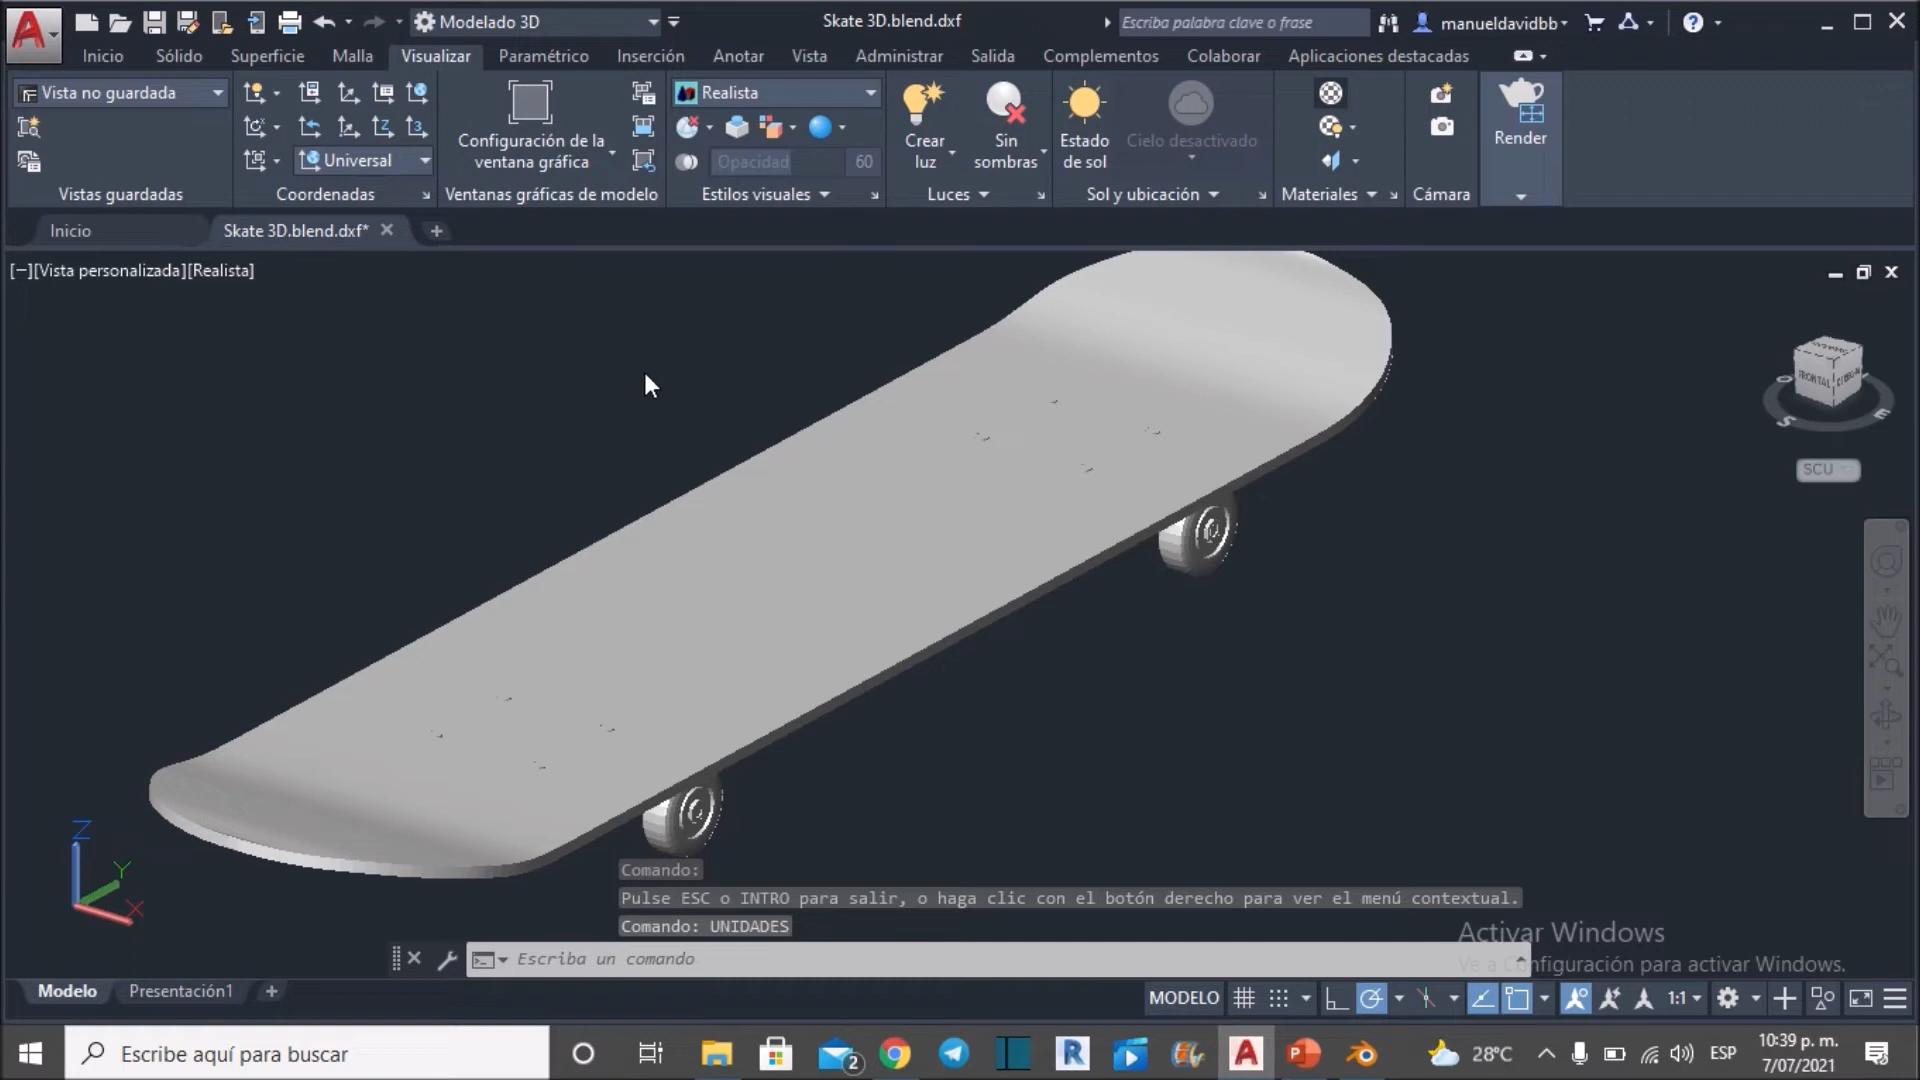 Modelado 3D
Skate 3D.blend.dxf
Escriba palabra clave o frase
manueldavidbb
Inicio
Sólido
Superficie
Malla
Visualizar
Paramétrico
Inserción
Anotar
Vista
Administrar
Salida
Complementos
Colaborar
Aplicaciones destacadas
Vista no guardada
Universal
Configuración de la
ventana gráfica
Realista
Opacidad 60
Crear
luz
Sin
sombras
Estado
de sol
Cielo desactivado
Render
Vistas guardadas
Coordenadas
Ventanas gráficas de modelo
Estilos visuales
Luces
Sol y ubicación
Materiales
Cámara
Inicio
Skate 3D.blend.dxf*
[−][Vista personalizada][Realista]
FRONTAL
S
E
O
SCU
Z
Y
X
Comando:
Pulse ESC o INTRO para salir, o haga clic con el botón derecho para ver el menú contextual.
Comando: UNIDADES
Escriba un comando
Activar Windows
Ve a Configuración para activar Windows.
Modelo
Presentación1
MODELO
1:1
Escribe aquí para buscar
2
28°C
ESP
10:39 p. m.
7/07/2021